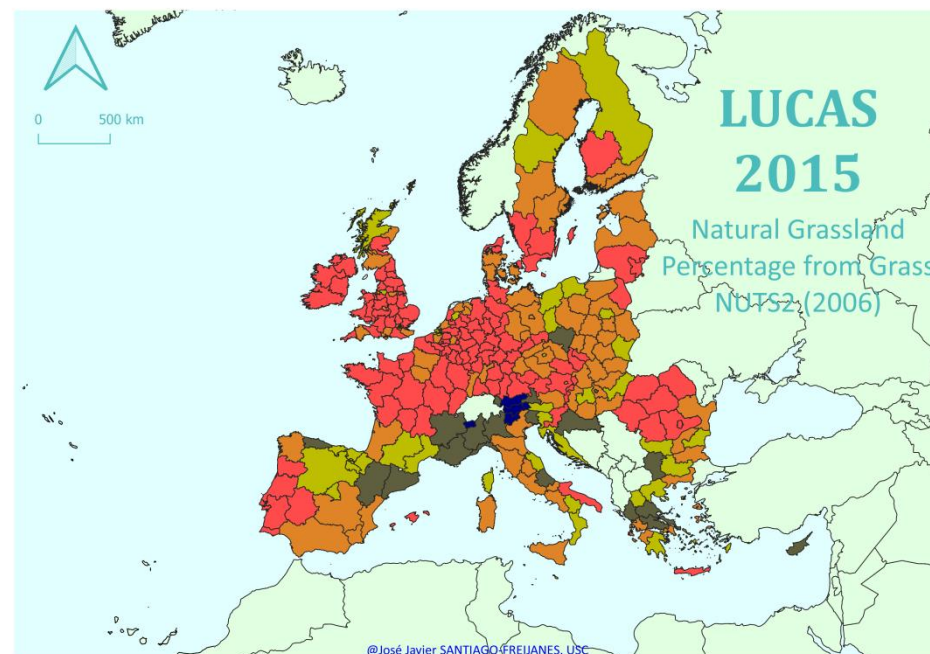 0
500 km
LUCAS
2015
Natural Grassland
Percentage from Grass
NUTS2 (2006)
@José Javier SANTIAGO-FREIJANES, USC